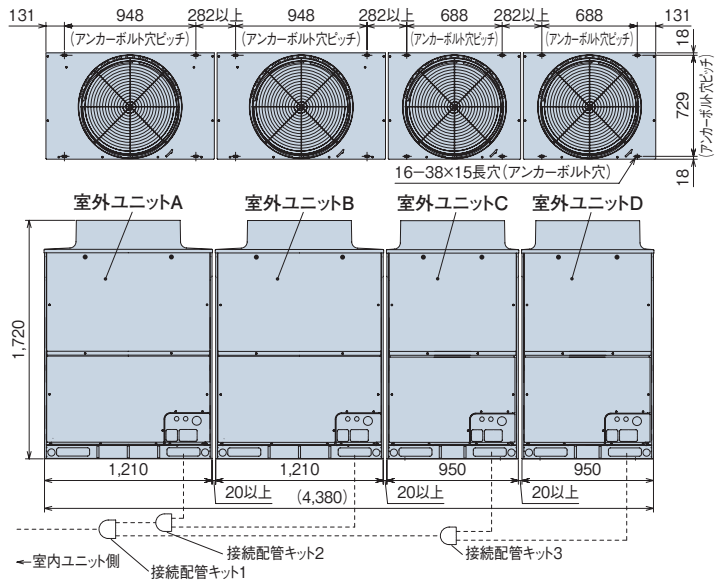 131 948 282以上 948 282以上 688 282以上 688 131
(アンカーボルト穴ピッチ) (アンカーボルト穴ピッチ) (アンカーボルト穴ピッチ) (アンカーボルト穴ピッチ)
18
729
(アンカーボルト穴ピッチ)
18
16−38×15長穴(アンカーボルト穴)
室外ユニットA 室外ユニットB 室外ユニットC 室外ユニットD
1,720
1,210 1,210 950 950
20以上 (4,380) 20以上 20以上
接続配管キット2 接続配管キット3
←室内ユニット側 接続配管キット1